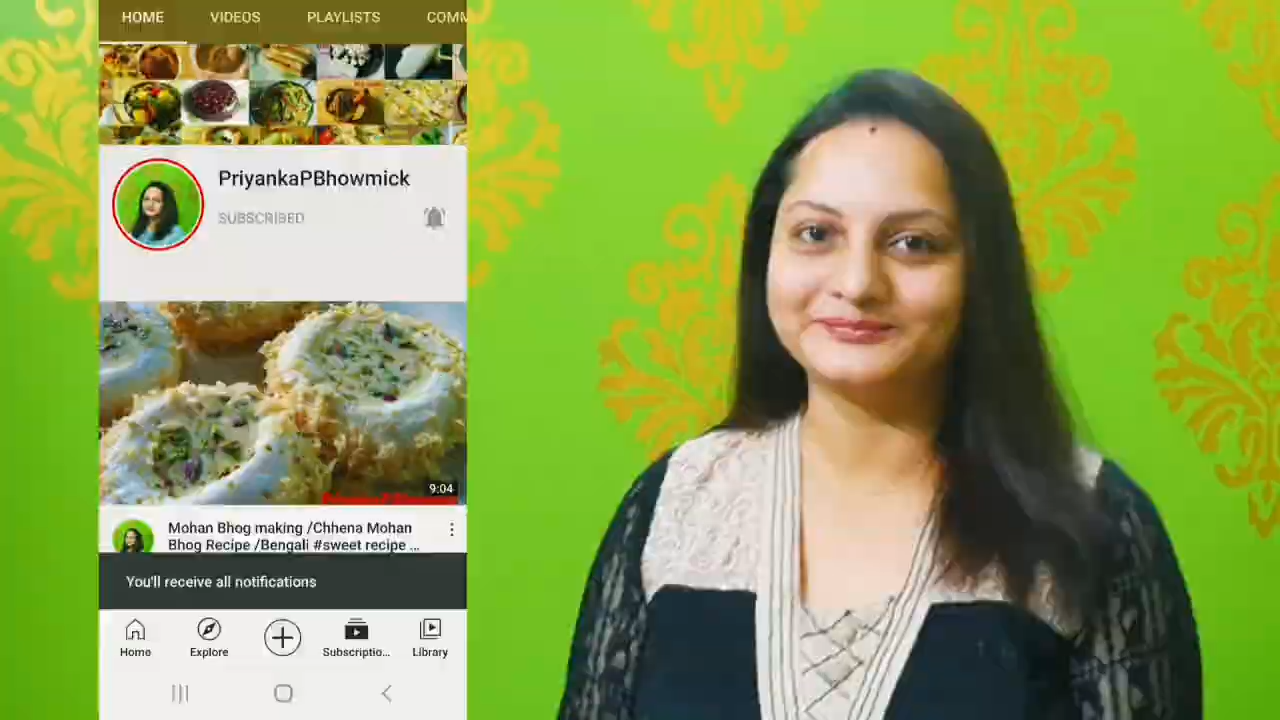 HOME VIDEOS PLAYLISTS COMM
PriyankaPBhowmick
SUBSCRIBED
9:04
Mohan Bhog making /Chhena Mohan
Bhog Recipe /Bengali #sweet recipe ...
You'll receive all notifications
Home Explore Subscriptio... Library